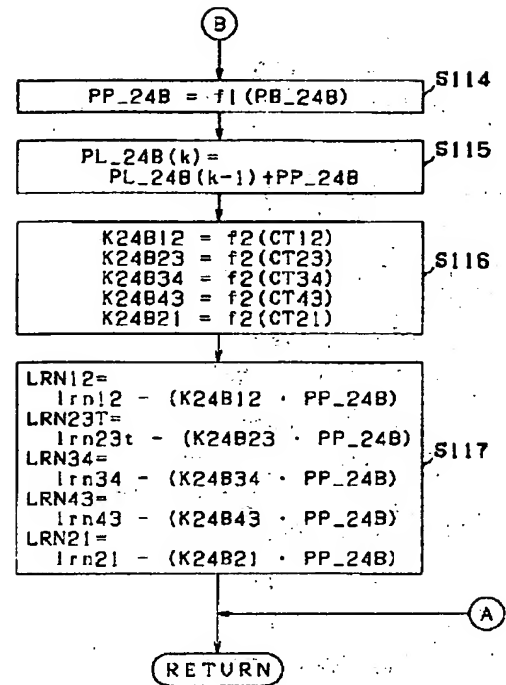 B
PP_24B = f1(PB_24B)
S114
PL_24B(k)=
PL_24B(k-1)+PP_24B
S115
K24B12 = f2(CT12)
K24B23 = f2(CT23)
K24B34 = f2(CT34)
K24B43 = f2(CT43)
K24B21 = f2(CT21)
S116
LRN12=
lrn12 - (K24B12 · PP_24B)
LRN23T=
lrn23t - (K24B23 · PP_24B)
LRN34=
lrn34 - (K24B34 · PP_24B)
LRN43=
lrn43 - (K24B43 · PP_24B)
LRN21=
lrn21 - (K24B21 · PP_24B)
S117
A
RETURN